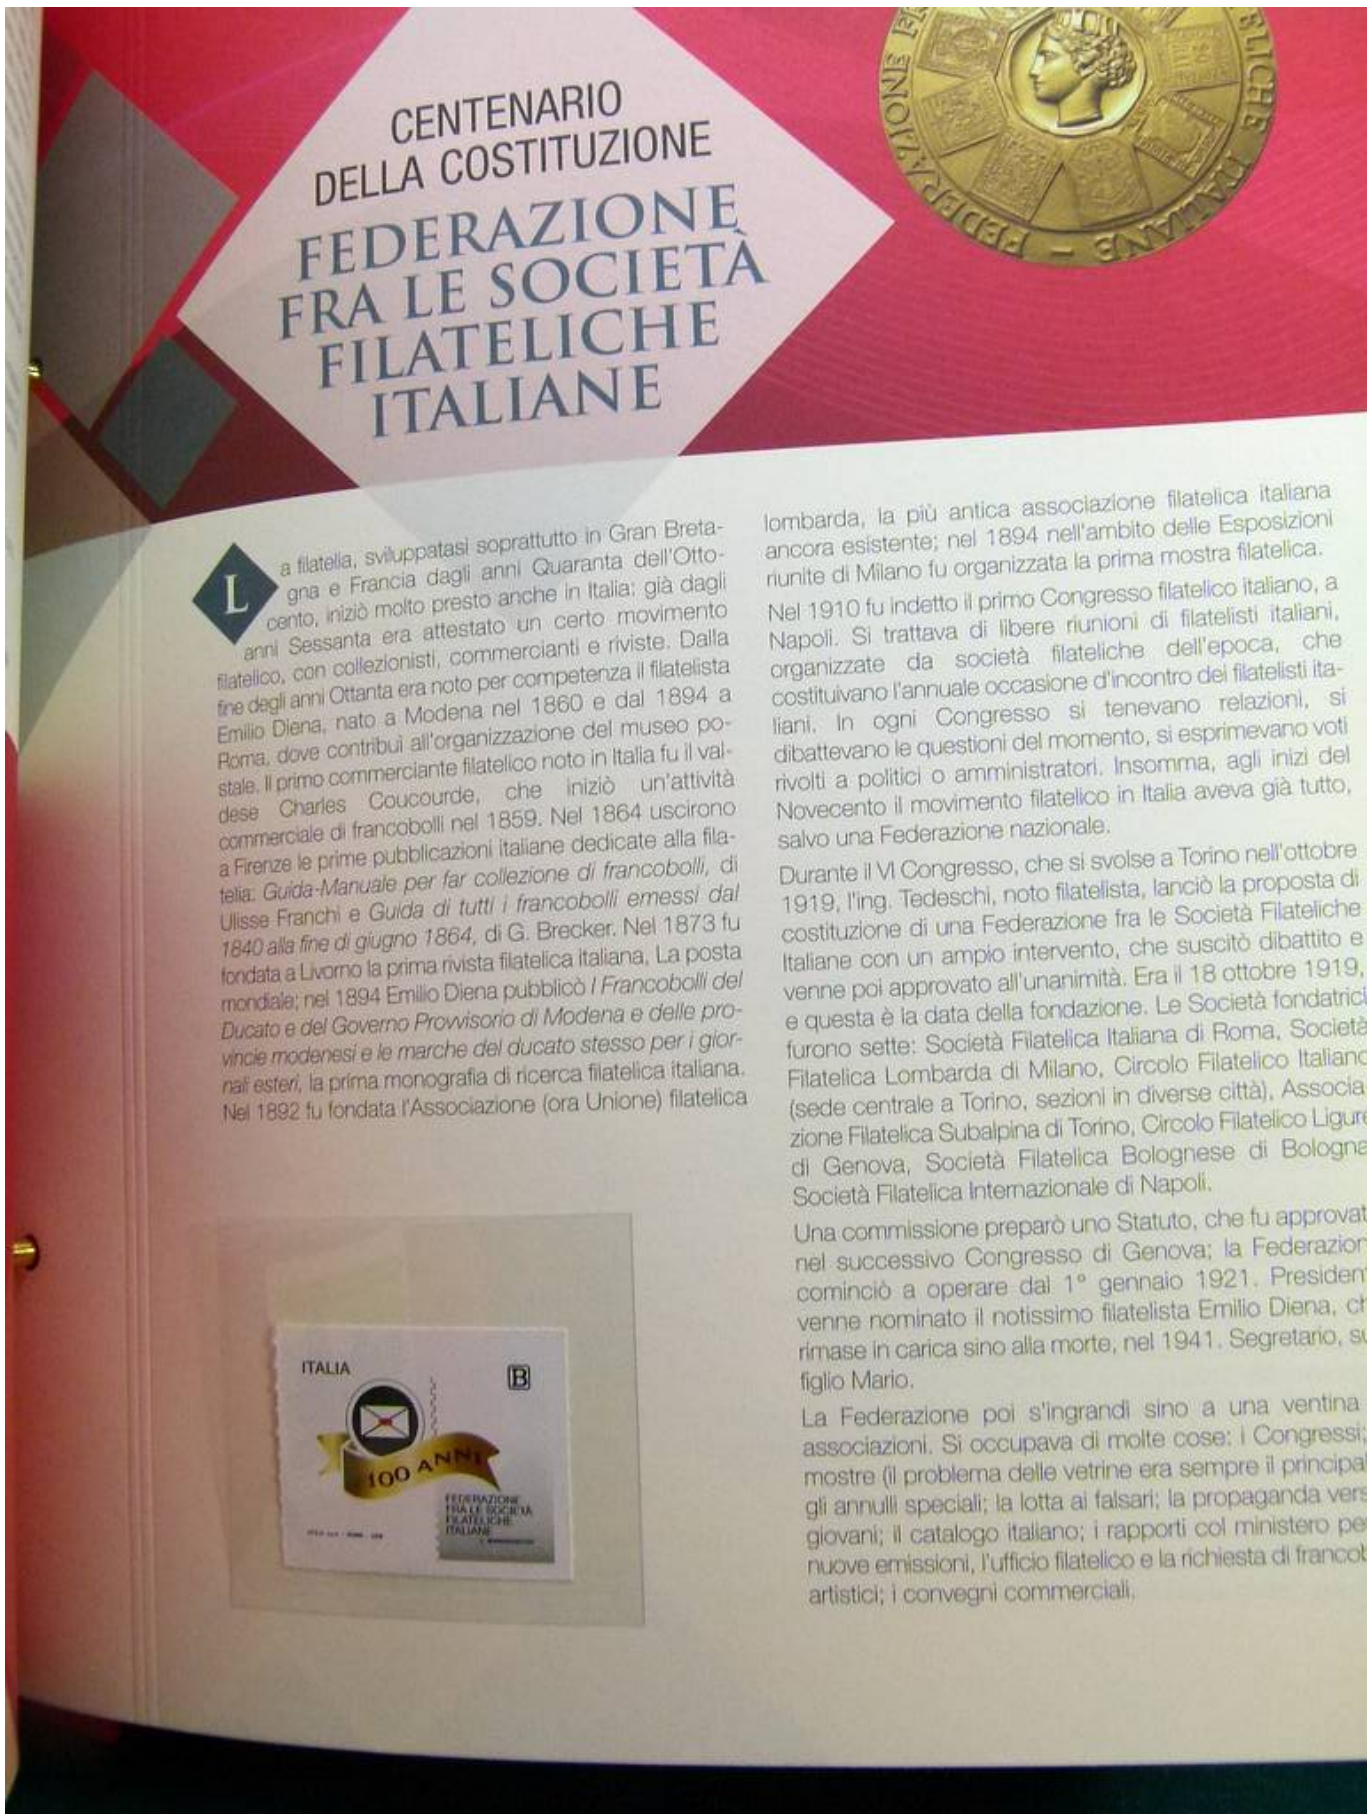 CENTENARIO
DELLA COSTITUZIONE
FEDERAZIONE
FRA LE SOCIETÀ
FILATELICHE
ITALIANE
FEDERAZIONE FR
ELICHE ITALIANE -
La filatelia, sviluppatasi soprattutto in Gran Breta-
gna e Francia dagli anni Quaranta dell'Otto-
cento, iniziò molto presto anche in Italia: già dagli
anni Sessanta era attestato un certo movimento
filatelico, con collezionisti, commercianti e riviste. Dalla
fine degli anni Ottanta era noto per competenza il filatelista
Emilio Diena, nato a Modena nel 1860 e dal 1894 a
Roma, dove contribuì all'organizzazione del museo po-
stale. Il primo commerciante filatelico noto in Italia fu il val-
dese Charles Coucourde, che iniziò un'attività
commerciale di francobolli nel 1859. Nel 1864 uscirono
a Firenze le prime pubblicazioni italiane dedicate alla fila-
telia: Guida-Manuale per far collezione di francobolli, di
Ulisse Franchi e Guida di tutti i francobolli emessi dal
1840 alla fine di giugno 1864, di G. Brecker. Nel 1873 fu
fondata a Livorno la prima rivista filatelica italiana, La posta
mondiale; nel 1894 Emilio Diena pubblicò I Francobolli del
Ducato e del Governo Provvisorio di Modena e delle pro-
vincie modenesi e le marche del ducato stesso per i gior-
nali esteri, la prima monografia di ricerca filatelica italiana.
Nel 1892 fu fondata l'Associazione (ora Unione) filatelica
lombarda, la più antica associazione filatelica italiana
ancora esistente; nel 1894 nell'ambito delle Esposizioni
riunite di Milano fu organizzata la prima mostra filatelica.
Nel 1910 fu indetto il primo Congresso filatelico italiano, a
Napoli. Si trattava di libere riunioni di filatelisti italiani,
organizzate da società filateliche dell'epoca, che
costituivano l'annuale occasione d'incontro dei filatelisti ita-
liani. In ogni Congresso si tenevano relazioni, si
dibattevano le questioni del momento, si esprimevano voti
rivolti a politici o amministratori. Insomma, agli inizi del
Novecento il movimento filatelico in Italia aveva già tutto,
salvo una Federazione nazionale.
Durante il VI Congresso, che si svolse a Torino nell'ottobre
1919, l'ing. Tedeschi, noto filatelista, lanciò la proposta di
costituzione di una Federazione fra le Società Filateliche
Italiane con un ampio intervento, che suscitò dibattito e
venne poi approvato all'unanimità. Era il 18 ottobre 1919,
e questa è la data della fondazione. Le Società fondatrici
furono sette: Società Filatelica Italiana di Roma, Società
Filatelica Lombarda di Milano, Circolo Filatelico Italiano
(sede centrale a Torino, sezioni in diverse città), Associa
zione Filatelica Subalpina di Torino, Circolo Filatelico Ligure
di Genova, Società Filatelica Bolognese di Bologna
Società Filatelica Internazionale di Napoli.
Una commissione preparò uno Statuto, che fu approvat
nel successivo Congresso di Genova; la Federazion
cominciò a operare dal 1° gennaio 1921. President
venne nominato il notissimo filatelista Emilio Diena, ch
rimase in carica sino alla morte, nel 1941. Segretario, su
figlio Mario.
La Federazione poi s'ingrandì sino a una ventina
associazioni. Si occupava di molte cose: i Congressi;
mostre (il problema delle vetrine era sempre il principal
gli annulli speciali; la lotta ai falsari; la propaganda vers
giovani; il catalogo italiano; i rapporti col ministero pe
nuove emissioni, l'ufficio filatelico e la richiesta di francob
artistici; i convegni commerciali.
ITALIA
B
100 ANNI
FEDERAZIONE
FRA LE SOCIETÀ
FILATELICHE
ITALIANE